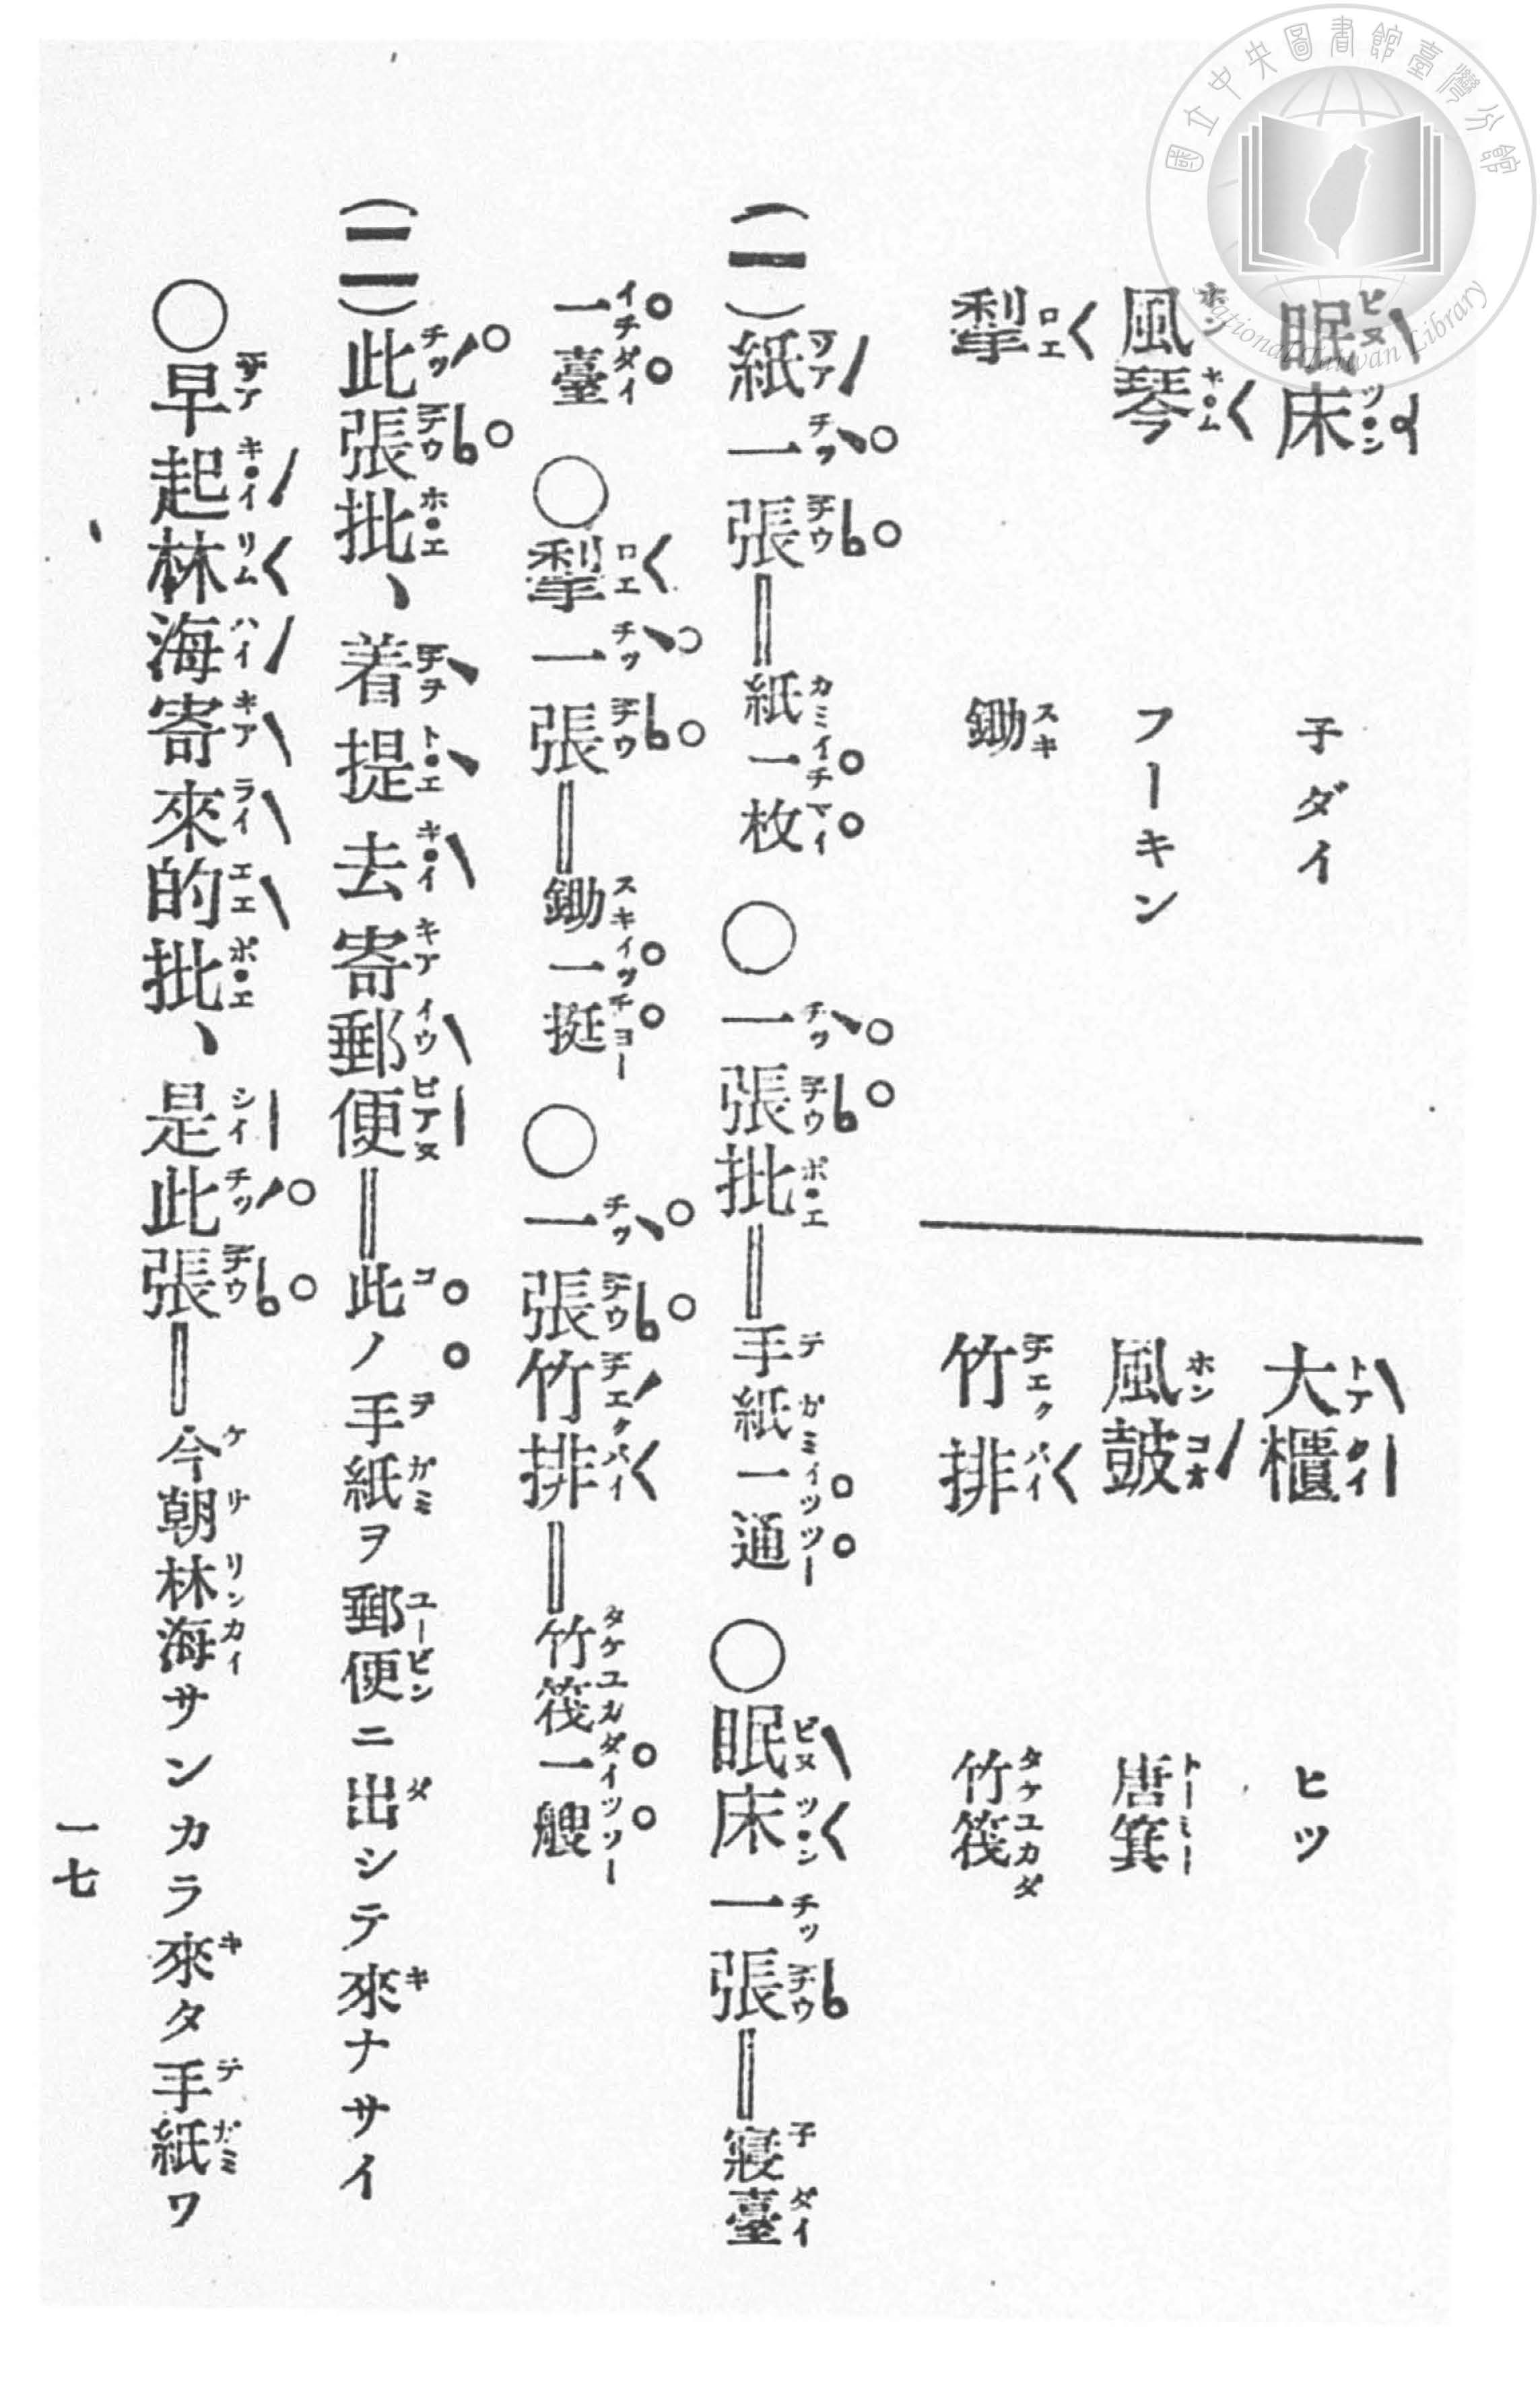 國立中央圖書館臺灣分館
National Taiwan Library
眠床 子ダイ
風琴 フーキン
犁 鋤
大櫃 ヒツ
風鼓 唐箕
竹排 竹筏
(一)紙一張＝紙一枚 ○一張批＝手紙一通 ○眠床一張＝寢臺
一臺 ○犁一張＝鋤一挺 ○一張竹排＝竹筏一艘
(二)此張批、着提去寄郵便＝此ノ手紙ヲ郵便ニ出シテ來ナサイ
○早起林海寄來的批、是此張＝今朝林海サンカラ來タ手紙ワ
一七